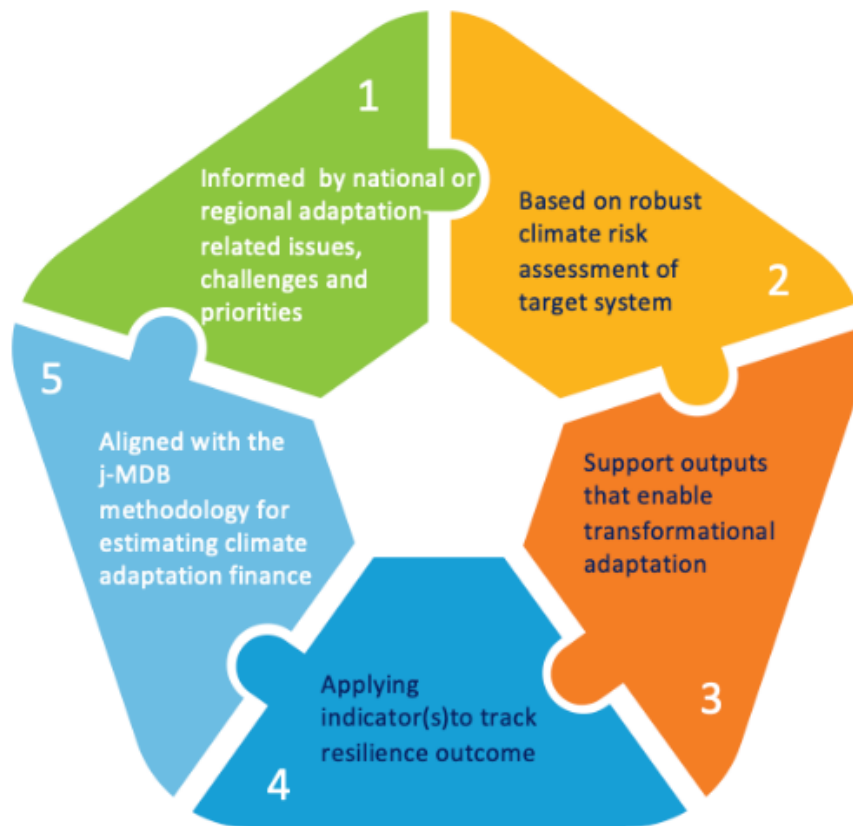 1
Informed  by national or
regional adaptation-
related issues,
challenges and
priorities
2
Based on robust
climate risk
assessment of
target system
3
Support outputs
that enable
transformational
adaptation
4
Applying
indicator(s)to track
resilience outcome
5
Aligned with the
j-MDB
methodology for
estimating climate
adaptation finance